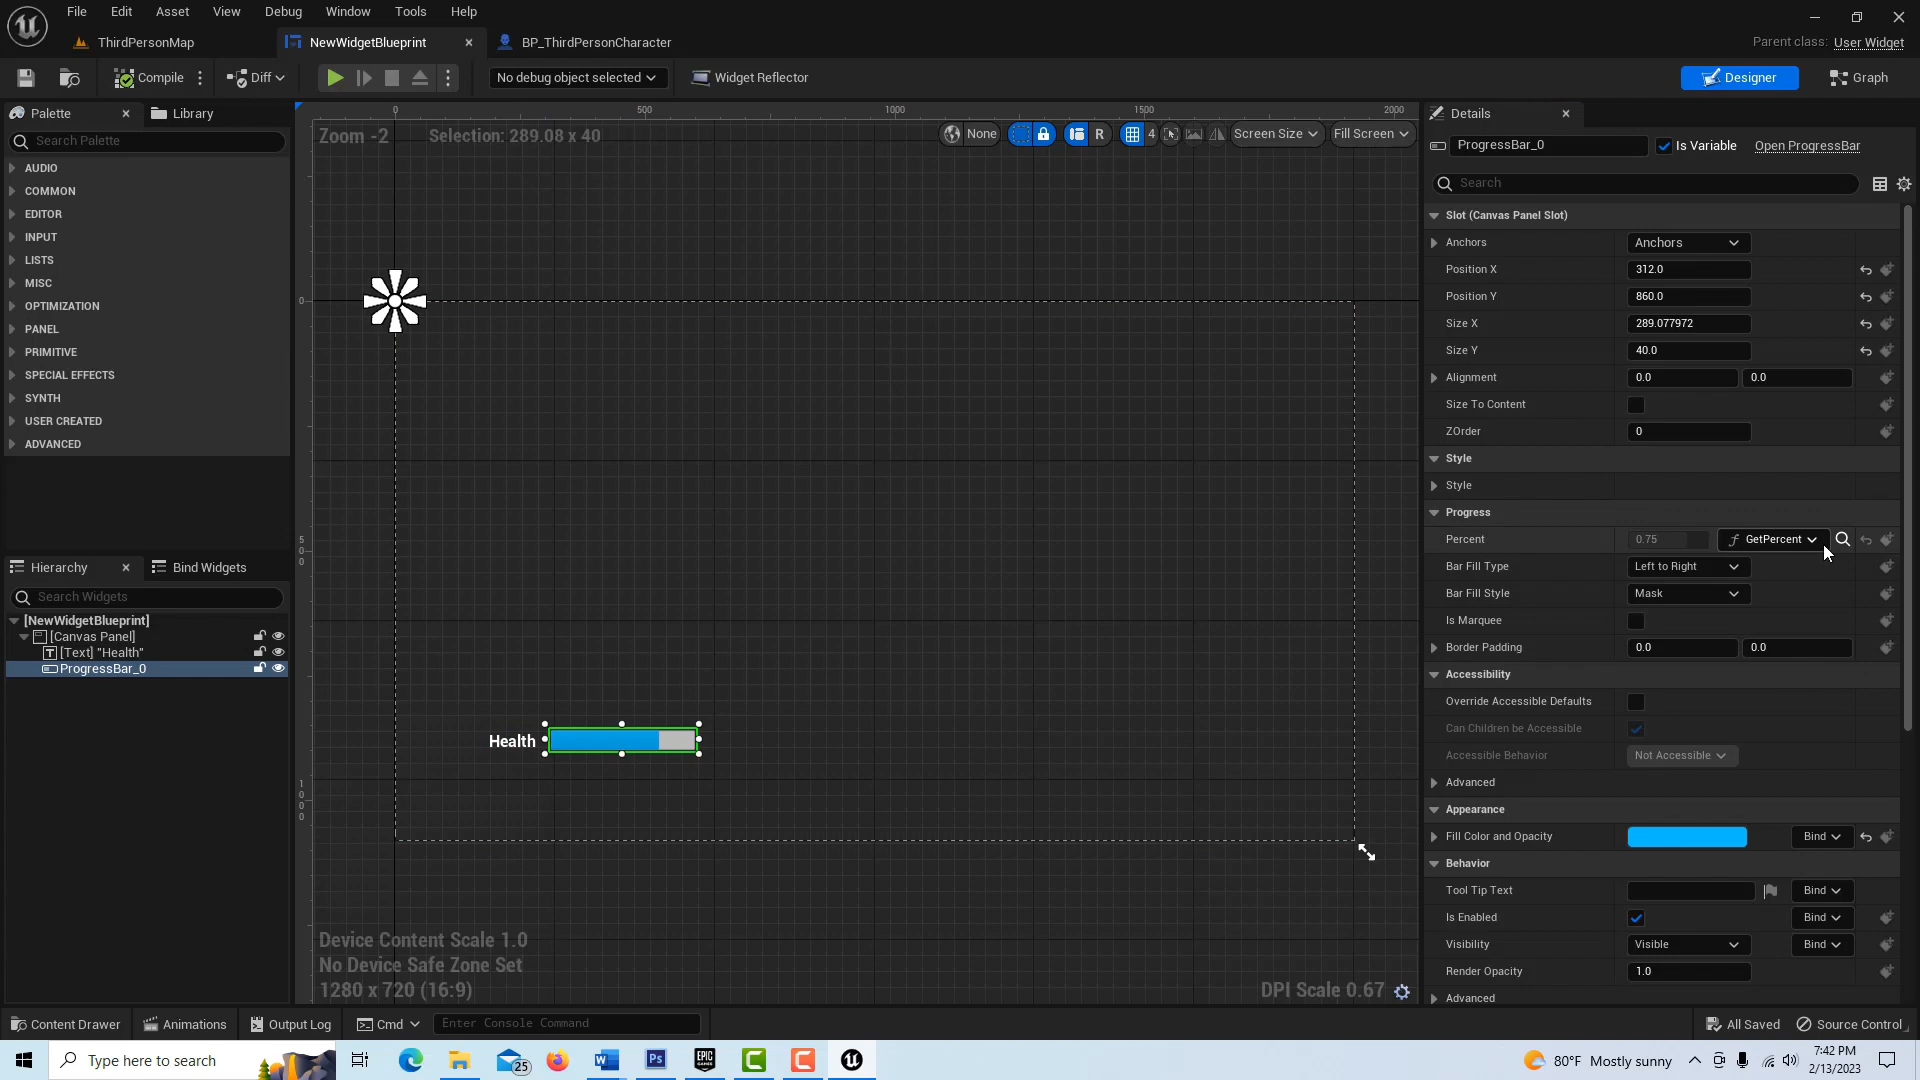 File Edit View Asset Debug Window Tools Help
ThirdPersonMap
NewWidgetBlueprint
BP_ThirdPersonCharacter
Parent class: User Widget
Compile
Diff
No debug object selected
Widget Reflector
Designer
Graph
Palette
Library
Search Palette
AUDIO
COMMON
EDITOR
INPUT
LISTS
MISC
OPTIMIZATION
PANEL
PRIMITIVE
SPECIAL EFFECTS
SYNTH
USER CREATED
ADVANCED
Hierarchy
Bind Widgets
Search Widgets
[NewWidgetBlueprint]
[Canvas Panel]
[Text] "Health"
ProgressBar_0
0 500 1000 1500 2000
Zoom -2
Selection: 289.08 x 40
None
R
4
Screen Size
Fill Screen
0
500
1000
Health
Device Content Scale 1.0
No Device Safe Zone Set
1280 x 720 (16:9)
DPI Scale 0.67
Details
ProgressBar_0
Is Variable
Open ProgressBar
Search
Slot (Canvas Panel Slot)
Anchors Anchors
Position X 312.0
Position Y 860.0
Size X 289.077972
Size Y 40.0
Alignment 0.0 0.0
Size To Content
ZOrder 0
Style
Style
Progress
Percent 0.75 GetPercent
Bar Fill Type Left to Right
Bar Fill Style Mask
Is Marquee
Border Padding 0.0 0.0
Accessibility
Override Accessible Defaults
Can Children be Accessible
Accessible Behavior Not Accessible
Advanced
Appearance
Fill Color and Opacity Bind
Behavior
Tool Tip Text Bind
Is Enabled Bind
Visibility Visible Bind
Render Opacity 1.0
Advanced
Content Drawer
Animations
Output Log
Cmd
Enter Console Command
All Saved
Source Control
Type here to search
25
W
Ps
EPIC GAMES
C
C
80°F Mostly sunny
7:42 PM
2/13/2023